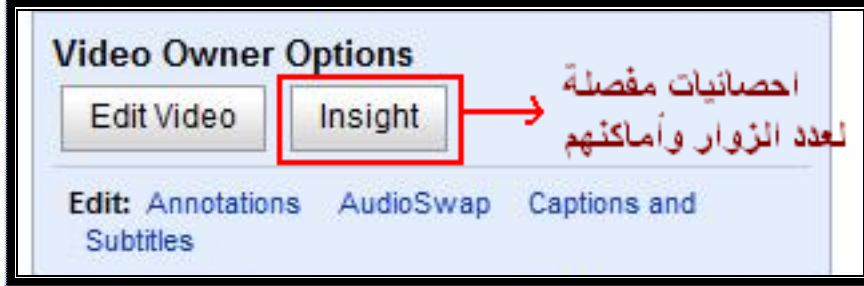 Video Owner Options
Edit Video
Insight
احصائيات مفصلة
لعدد الزوار وأماكنهم
Edit: Annotations AudioSwap Captions and
Subtitles